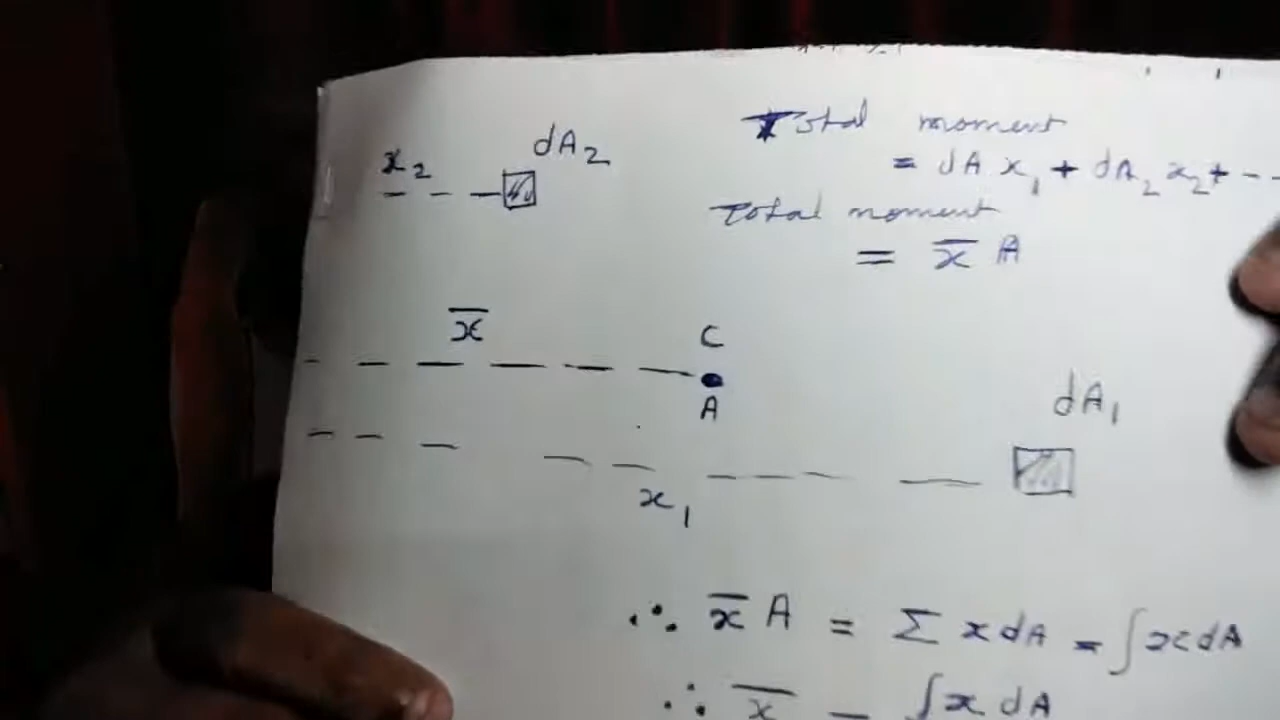 dA₂
x₂
Total moment
= dA x₁ + dA₂ x₂ + - -
Total moment
= x̄ A
x̄
C
A
dA₁
x₁
∴ x̄ A = Σ x dA = ∫ x dA
∴ x̄ = ∫ x dA